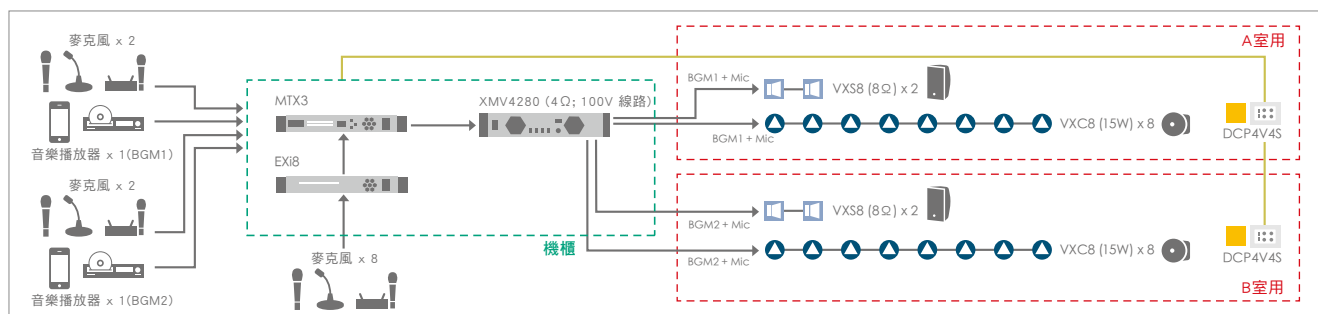 麥克風 x 2
音樂播放器 x 1(BGM1)
麥克風 x 2
音樂播放器 x 1(BGM2)
MTX3
XMV4280 (4Ω; 100V 線路)
EXi8
機櫃
麥克風 x 8
A室用
BGM1 + Mic
VXS8 (8Ω) x 2
BGM1 + Mic
VXC8 (15W) x 8
DCP4V4S
BGM2 + Mic
VXS8 (8Ω) x 2
BGM2 + Mic
VXC8 (15W) x 8
DCP4V4S
B室用